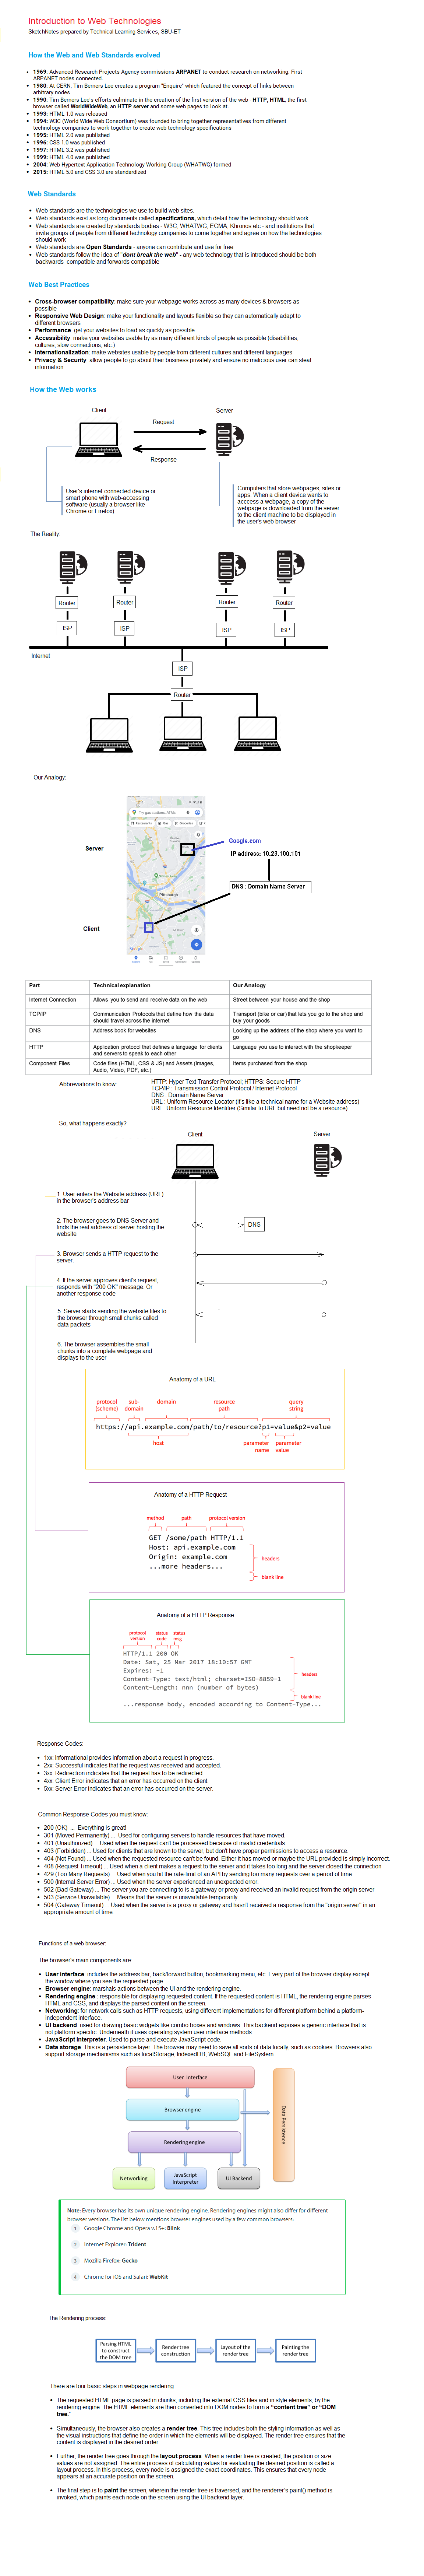 Introduction to Web Technologies
SketchNotes prepared by Technical Learning Services, SBU-ET
How the Web and Web Standards evolved
• 1969: Advanced Research Projects Agency commissions ARPANET to conduct research on networking. First
ARPANET nodes connected.
• 1980: At CERN, Tim Berners Lee creates a program "Enquire" which featured the concept of links between
arbitrary nodes
• 1990: Tim Berners Lee's efforts culminate in the creation of the first version of the web - HTTP, HTML, the first
browser called WorldWideWeb, an HTTP server and some web pages to look at.
• 1993: HTML 1.0 was released
• 1994: W3C (World Wide Web Consortium) was founded to bring together representatives from different
technology companies to work together to create web technology specifications
• 1995: HTML 2.0 was published
• 1996: CSS 1.0 was published
• 1997: HTML 3.2 was published
• 1999: HTML 4.0 was published
• 2004: Web Hypertext Application Technology Working Group (WHATWG) formed
• 2015: HTML 5.0 and CSS 3.0 are standardized
Web Standards
• Web standards are the technologies we use to build web sites.
• Web standards exist as long documents called specifications, which detail how the technology should work.
• Web standards are created by standards bodies - W3C, WHATWG, ECMA, Khronos etc - and institutions that
invite groups of people from different technology companies to come together and agree on how the technologies
should work
• Web standards are Open Standards - anyone can contribute and use for free
• Web standards follow the idea of "dont break the web" - any web technology that is introduced should be both
backwards compatible and forwards compatible
Web Best Practices
• Cross-browser compatibility: make sure your webpage works across as many devices & browsers as
possible
• Responsive Web Design: make your functionality and layouts flexible so they can automatically adapt to
different browsers
• Performance: get your websites to load as quickly as possible
• Accessibility: make your websites usable by as many different kinds of people as possible (disabilities,
cultures, slow connections, etc.)
• Internationalization: make websites usable by people from different cultures and different languages
• Privacy & Security: allow people to go about their business privately and ensure no malicious user can steal
information
How the Web works
Client
Server
Request
Response
User's internet-connected device or
smart phone with web-accessing
software (usually a browser like
Chrome or Firefox)
Computers that store webpages, sites or
apps. When a client device wants to
acccess a webpage, a copy of the
webpage is downloaded from the server
to the client machine to be displayed in
the user's web browser
The Reality:
Router
Router
Router
Router
ISP
ISP
ISP
ISP
Internet
ISP
Router
Our Analogy:
Server
Google.com
IP address: 10.23.100.101
Pittsburgh
DNS : Domain Name Server
Client
Part
Technical explanation
Our Analogy
Internet Connection
Allows you to send and receive data on the web
Street between your house and the shop
TCP/IP
Communication Protocols that define how the data
should travel across the internet
Transport (bike or car) that lets you go to the shop and
buy your goods.
DNS
Address book for websites
Looking up the address of the shop where you want to
go
HTTP
Application protocol that defines a language for clients
and servers to speak to each other
Language you use to interact with the shopkeeper
Component Files
Code files (HTML, CSS & JS) and Assets (Images,
Audio, Video, PDF, etc.)
Items purchased from the shop
Abbreviations to know:
HTTP: Hyper Text Transfer Protocol; HTTPS: Secure HTTP
TCP/IP : Transmission Control Protocol / Internet Protocol
DNS : Domain Name Server
URL : Uniform Resource Locator (it's like a technical name for a Website address)
URI : Uniform Resource Identifier (Similar to URL but need not be a resource)
So, what happens exactly?
Client
Server
1. User enters the Website address (URL)
in the browser's address bar
2. The browser goes to DNS Server and
finds the real address of server hosting the
website
DNS
3. Browser sends a HTTP request to the
server.
4. If the server approves client's request,
responds with "200 OK" message. Or
another response code
5. Server starts sending the website files to
the browser through small chunks called
data packets
6. The browser assembles the small
chunks into a complete webpage and
displays to the user
Anatomy of a URL
protocol
(scheme)
sub-
domain
domain
resource
path
query
string
https://api.example.com/path/to/resource?p1=value&p2=value
host
parameter
name
parameter
value
Anatomy of a HTTP Request
method
path
protocol version
GET /some/path HTTP/1.1
Host: api.example.com
Origin: example.com
...more headers...
headers
blank line
Anatomy of a HTTP Response
protocol
version
status
code
status
msg
HTTP/1.1 200 OK
Date: Sat, 25 Mar 2017 18:10:57 GMT
Expires: -1
Content-Type: text/html; charset=ISO-8859-1
Content-Length: nnn (number of bytes)
headers
blank line
...response body, encoded according to Content-Type...
Response Codes:
• 1xx: Informational provides information about a request in progress.
• 2xx: Successful indicates that the request was received and accepted.
• 3xx: Redirection indicates that the request has to be redirected.
• 4xx: Client Error indicates that an error has occurred on the client.
• 5xx: Server Error indicates that an error has occurred on the server.
Common Response Codes you must know:
• 200 (OK) ... Everything is great!
• 301 (Moved Permanently) ... Used for configuring servers to handle resources that have moved.
• 401 (Unauthorized) ... Used when the request can't be processed because of invalid credentials.
• 403 (Forbidden) ... Used for clients that are known to the server, but don't have proper permissions to access a resource.
• 404 (Not Found) ... Used when the requested resource can't be found. Either it has moved or maybe the URL provided is simply incorrect.
• 408 (Request Timeout) ... Used when a client makes a request to the server and it takes too long and the server closed the connection
• 429 (Too Many Requests) ... Used when you hit the rate-limit of an API by sending too many requests over a period of time.
• 500 (Internal Server Error) ... Used when the server experienced an unexpected error.
• 502 (Bad Gateway) ... The server you are connecting to is a gateway or proxy and received an invalid request from the origin server
• 503 (Service Unavailable) ... Means that the server is unavailable temporarily
• 504 (Gateway Timeout) ... Used when the server is a proxy or gateway and hasn't received a response from the "origin server" in an
appropriate amount of time.
Functions of a web browser:
The browser's main components are:
• User interface: includes the address bar, back/forward button, bookmarking menu, etc. Every part of the browser display except
the window where you see the requested page.
• Browser engine: marshals actions between the UI and the rendering engine.
• Rendering engine : responsible for displaying requested content. If the requested content is HTML, the rendering engine parses
HTML and CSS, and displays the parsed content on the screen.
• Networking: for network calls such as HTTP requests, using different implementations for different platform behind a platform-
independent interface.
• UI backend: used for drawing basic widgets like combo boxes and windows. This backend exposes a generic interface that is
not platform specific. Underneath it uses operating system user interface methods.
• JavaScript interpreter. Used to parse and execute JavaScript code.
• Data storage. This is a persistence layer. The browser may need to save all sorts of data locally, such as cookies. Browsers also
support storage mechanisms such as localStorage, IndexedDB, WebSQL and FileSystem.
User Interface
Browser engine
Rendering engine
Networking
JavaScript
Interpreter
UI Backend
Data Persistence
Note: Every browser has its own unique rendering engine. Rendering engines might also differ for different
browser versions. The list below mentions browser engines used by a few common browsers:
1 Google Chrome and Opera v.15+: Blink
2 Internet Explorer: Trident
3 Mozilla Firefox: Gecko
4 Chrome for iOS and Safari: WebKit
The Rendering process:
Parsing HTML
to construct
the DOM tree
Render tree
construction
Layout of the
render tree
Painting the
render tree
There are four basic steps in webpage rendering:
• The requested HTML page is parsed in chunks, including the external CSS files and in style elements, by the
rendering engine. The HTML elements are then converted into DOM nodes to form a "content tree" or "DOM
tree."
• Simultaneously, the browser also creates a render tree. This tree includes both the styling information as well as
the visual instructions that define the order in which the elements will be displayed. The render tree ensures that the
content is displayed in the desired order.
• Further, the render tree goes through the layout process. When a render tree is created, the position or size
values are not assigned. The entire process of calculating values for evaluating the desired position is called a
layout process. In this process, every node is assigned the exact coordinates. This ensures that every node
appears at an accurate position on the screen.
• The final step is to paint the screen, wherein the render tree is traversed, and the renderer's paint() method is
invoked, which paints each node on the screen using the UI backend layer.